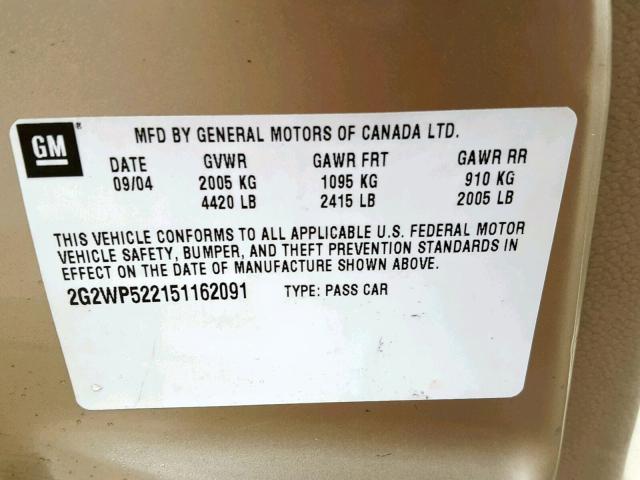 GM
MFD BY GENERAL MOTORS OF CANADA LTD.
DATE GVWR GAWR FRT GAWR RR
09/04 2005 KG 1095 KG 910 KG
4420 LB 2415 LB 2005 LB
THIS VEHICLE CONFORMS TO ALL APPLICABLE U.S. FEDERAL MOTOR
VEHICLE SAFETY, BUMPER, AND THEFT PREVENTION STANDARDS IN
EFFECT ON THE DATE OF MANUFACTURE SHOWN ABOVE.
2G2WP522151162091 TYPE: PASS CAR